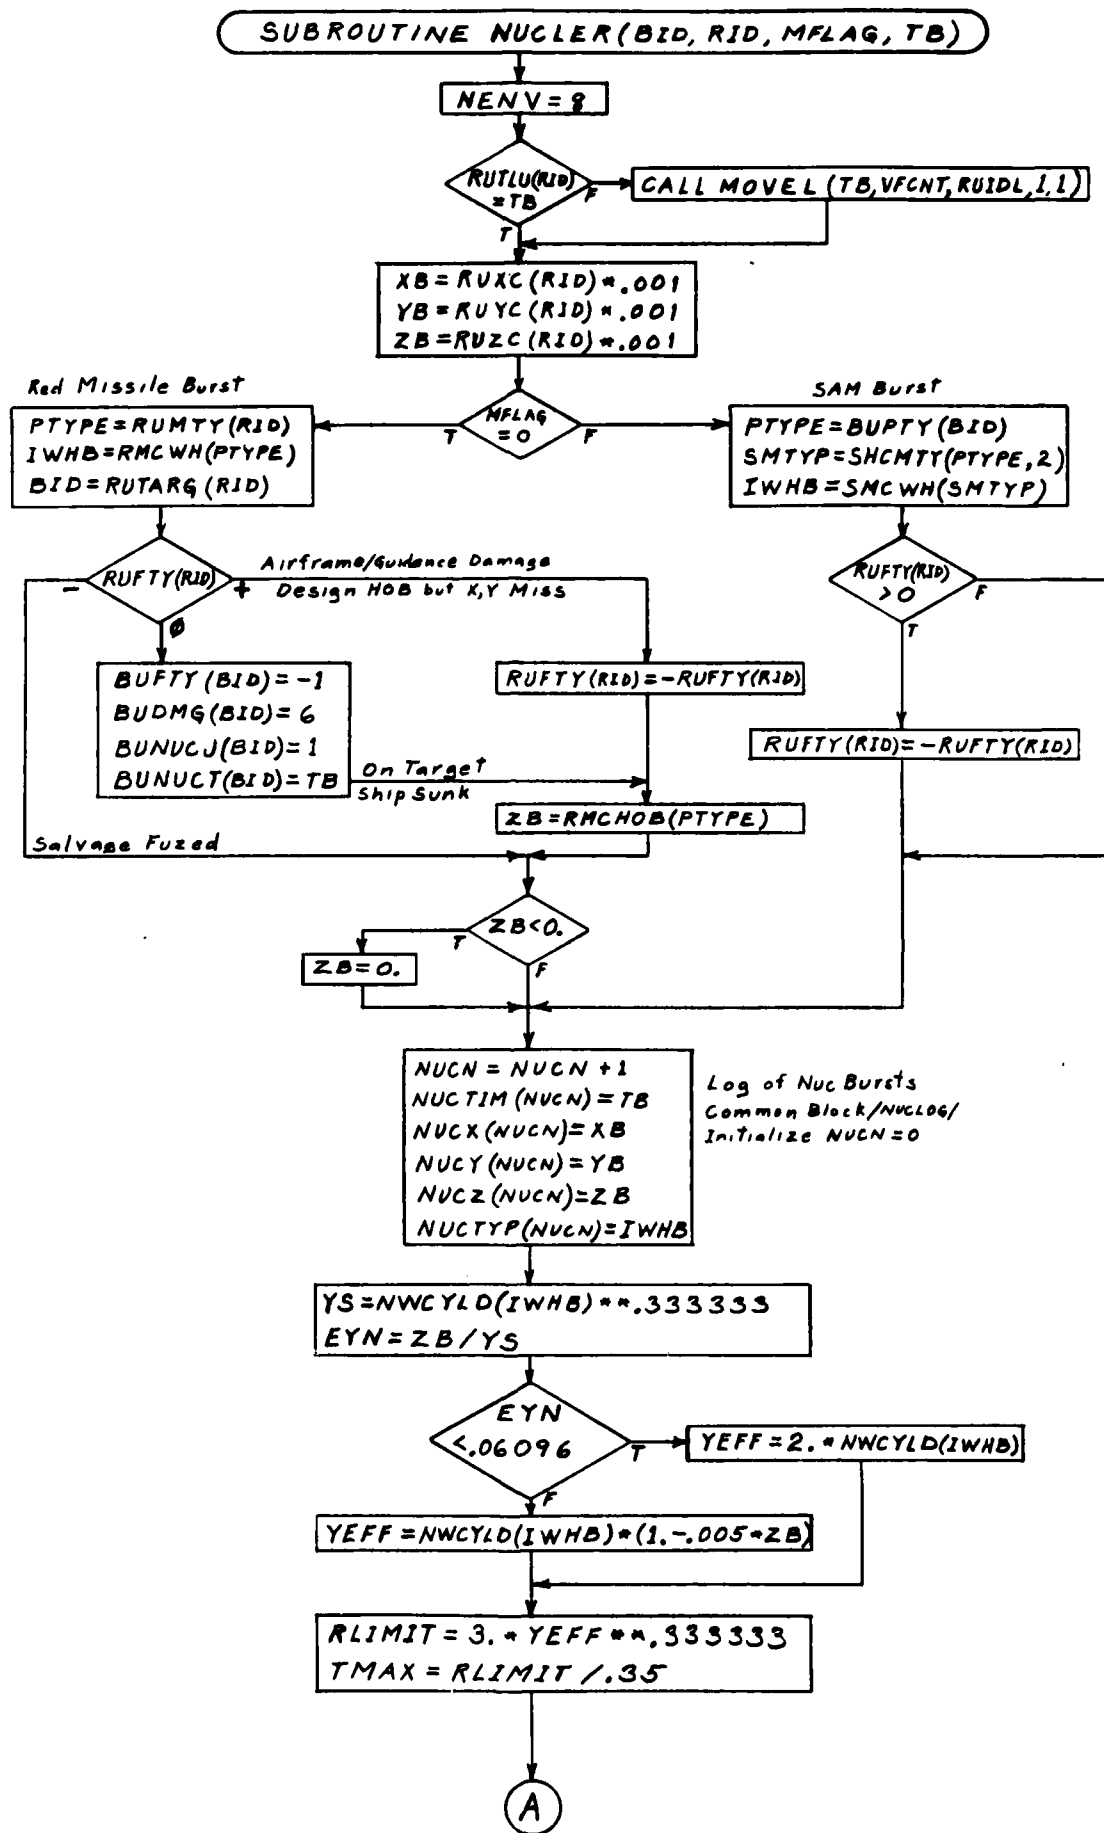 SUBROUTINE NUCLER(BID, RID, MFLAG, TB)
NENV = 8
RUTLU(RID)
= TB
F
T
CALL MOVEL (TB, VFCNT, RUIDL, 1, 1)
XB = RUXC (RID) * .001
YB = RUYC (RID) * .001
ZB = RUZC (RID) * .001
MFLAG
= 0
T
F
Red Missile Burst
PTYPE = RUMTY (RID)
IWHB = RMCWH (PTYPE)
BID = RUTARG (RID)
SAM Burst
PTYPE = BUPTY (BID)
SMTYP = SHCMTY (PTYPE, 2)
IWHB = SMCWH (SMTYP)
RUFTY (RID)
-
+
Ø
Airframe/Guidance Damage
Design HOB but X, Y Miss
RUFTY (RID)
> 0
F
T
BUFTY (BID) = -1
BUDMG (BID) = 6
BUNUCJ (BID) = 1
BUNUCT (BID) = TB
RUFTY (RID) = -RUFTY (RID)
RUFTY (RID) = -RUFTY (RID)
On Target
Ship Sunk
ZB = RMCHOB (PTYPE)
Salvage Fuzed
ZB < 0.
T
F
ZB = 0.
NUCN = NUCN + 1
NUCTIM (NUCN) = TB
NUCX (NUCN) = XB
NUCY (NUCN) = YB
NUCZ (NUCN) = ZB
NUCTYP (NUCN) = IWHB
Log of Nuc Bursts
Common Block /NUCLOG/
Initialize NUCN = 0
YS = NWCYLD (IWHB) ** .333333
EYN = ZB / YS
EYN
< .06096
T
F
YEFF = 2. * NWCYLD (IWHB)
YEFF = NWCYLD (IWHB) * (1. - .005 * ZB)
RLIMIT = 3. * YEFF ** .333333
TMAX = RLIMIT / .35
A